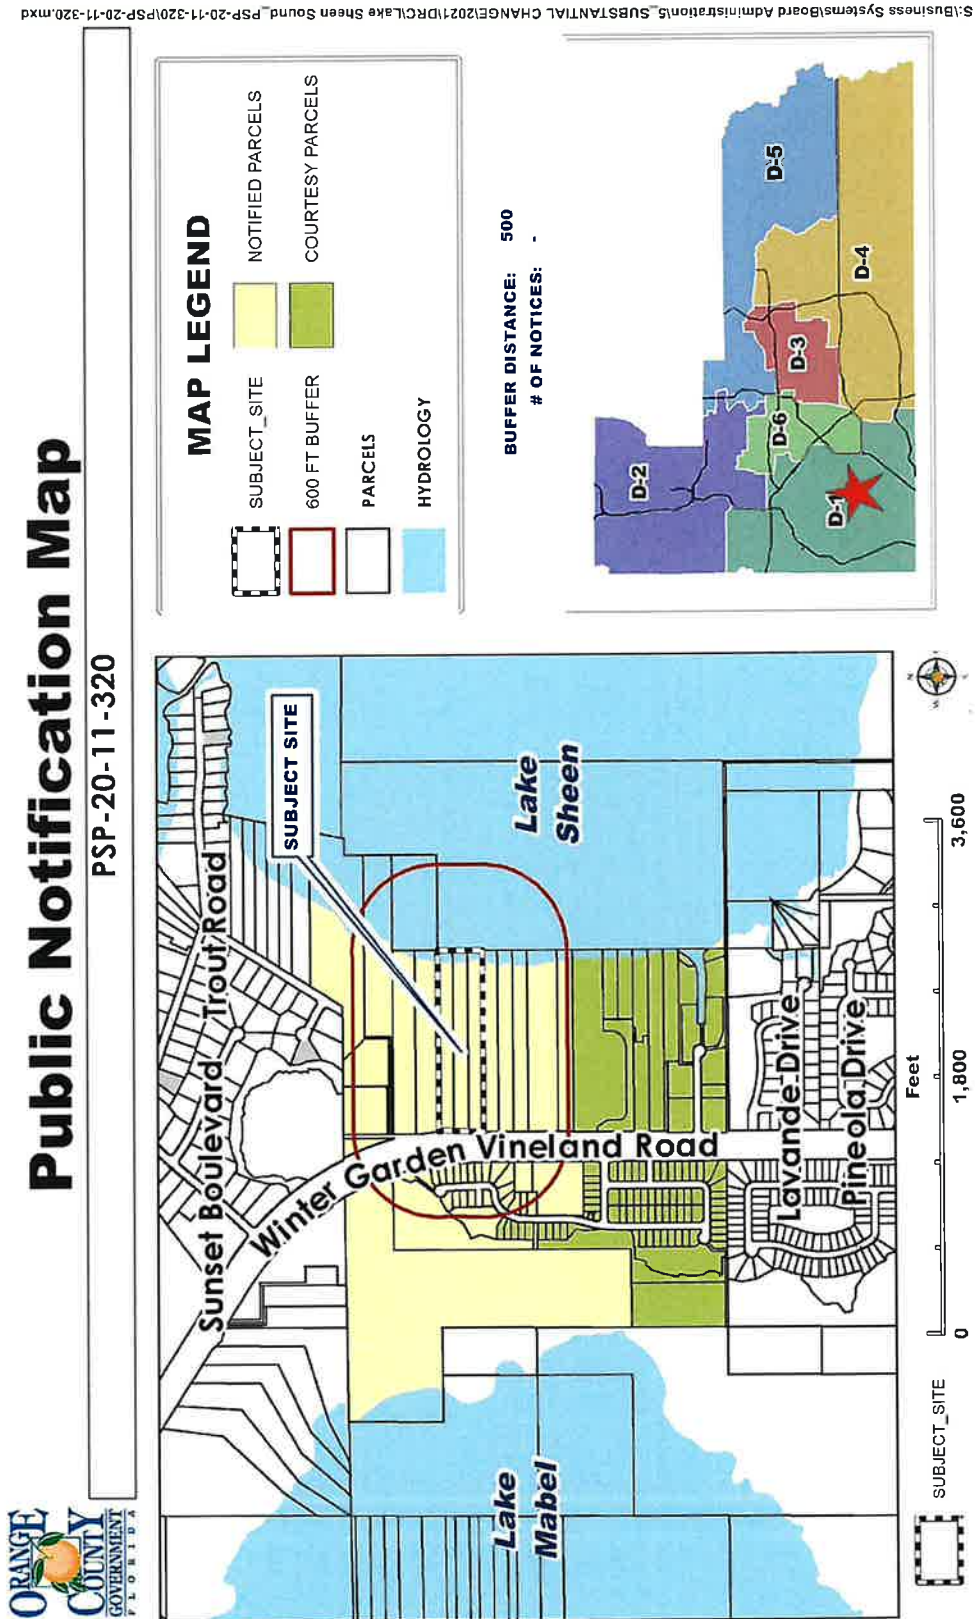 Public Notification Map
PSP-20-11-320
ORANGE
COUNTY
GOVERNMENT
FLORIDA
Sunset Boulevard
Trout Road
Winter Garden Vineland Road
SUBJECT SITE
Lake
Sheen
Lake
Mabel
Lavande Drive
Pineola Drive
MAP LEGEND
SUBJECT_SITE
NOTIFIED PARCELS
600 FT BUFFER
COURTESY PARCELS
PARCELS
HYDROLOGY
BUFFER DISTANCE: 500
# OF NOTICES: -
D-2
D-5
D-1
D-6
D-3
D-4
SUBJECT_SITE
Feet
0 1,800 3,600
S:\Business Systems\Board Administration\5_SUBSTANTIAL CHANGE\2021\DRC\Lake Sheen Sound_PSP-20-11-320\PSP-20-11-320.mxd